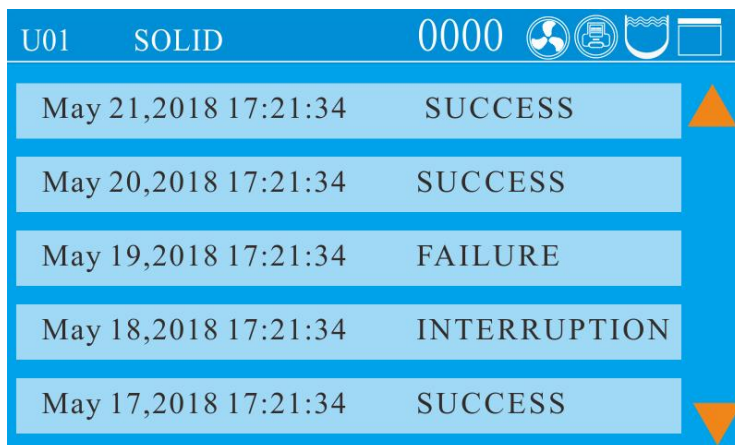 U01 SOLID 0000
May 21,2018 17:21:34 SUCCESS
May 20,2018 17:21:34 SUCCESS
May 19,2018 17:21:34 FAILURE
May 18,2018 17:21:34 INTERRUPTION
May 17,2018 17:21:34 SUCCESS